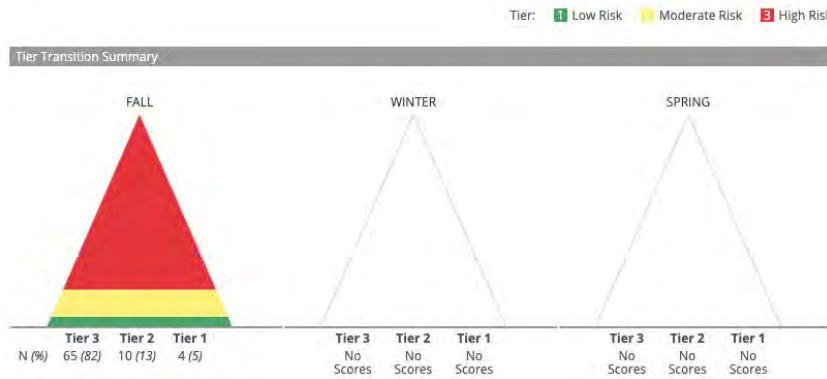 Tier: 1 Low Risk Moderate Risk 3 High Risk
Tier Transition Summary
FALL WINTER SPRING
Tier 3 Tier 2 Tier 1 Tier 3 Tier 2 Tier 1 Tier 3 Tier 2 Tier 1
N (%) 65 (82) 10 (13) 4 (5) No No No No No No
Scores Scores Scores Scores Scores Scores